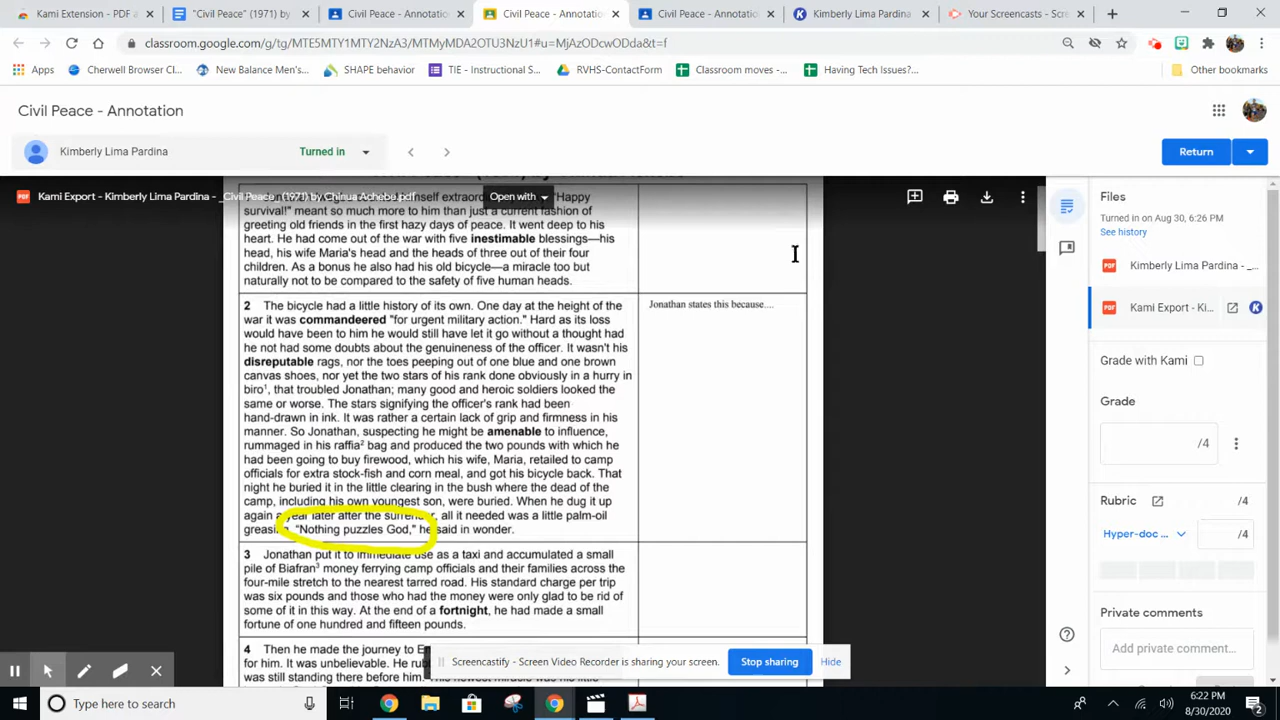 Kami Extension - PDF a
"Civil Peace" (1971) by
Civil Peace - Annotation
Civil Peace - Annotation
Civil Peace - Annotation
Kimberly Lima Pardina
Your Screencasts - Scre
classroom.google.com/g/tg/MTE5MTY1MTY2NzA3/MTMyMDA2OTU3NzU1#u=MjAzODcwODda&t=f
Apps
Cherwell Browser Cl...
New Balance Men's...
SHAPE behavior
TIE - Instructional S...
RVHS-ContactForm
Classroom moves -...
Having Tech Issues?...
Other bookmarks
Civil Peace - Annotation
Kimberly Lima Pardina
Turned in
Return
Kami Export - Kimberly Lima Pardina - _Civil Peace_ (1971) by Chinua Achebe.pdf
Open with
"Happy
survival!" meant so much more to him than just a current fashion of
greeting old friends in the first hazy days of peace. It went deep to his
heart. He had come out of the war with five inestimable blessings—his
head, his wife Maria's head and the heads of three out of their four
children. As a bonus he also had his old bicycle—a miracle too but
naturally not to be compared to the safety of five human heads.
2 The bicycle had a little history of its own. One day at the height of the
war it was commandeered "for urgent military action." Hard as its loss
would have been to him he would still have let it go without a thought had
he not had some doubts about the genuineness of the officer. It wasn't his
disreputable rags, nor the toes peeping out of one blue and one brown
canvas shoes, nor yet the two stars of his rank done obviously in a hurry in
biro1, that troubled Jonathan; many good and heroic soldiers looked the
same or worse. The stars signifying the officer's rank had been
hand-drawn in ink. It was rather a certain lack of grip and firmness in his
manner. So Jonathan, suspecting he might be amenable to influence,
rummaged in his raffia2 bag and produced the two pounds with which he
had been going to buy firewood, which his wife, Maria, retailed to camp
officials for extra stock-fish and corn meal, and got his bicycle back. That
night he buried it in the little clearing in the bush where the dead of the
camp, including his own youngest son, were buried. When he dug it up
again a year later after the surrender, all it needed was a little palm-oil
greasing. "Nothing puzzles God," he said in wonder.
Jonathan states this because....
3 Jonathan put it to immediate use as a taxi and accumulated a small
pile of Biafran3 money ferrying camp officials and their families across the
four-mile stretch to the nearest tarred road. His standard charge per trip
was six pounds and those who had the money were only glad to be rid of
some of it in this way. At the end of a fortnight, he had made a small
fortune of one hundred and fifteen pounds.
4 Then he made the journey to E
for him. It was unbelievable. He rub
was still standing there before him.
Files
Turned in on Aug 30, 6:26 PM
See history
Kimberly Lima Pardina - _...
Kami Export - Ki...
Grade with Kami
Grade
/4
Rubric
/4
Hyper-doc ...
/4
Private comments
Add private comment...
Screencastify - Screen Video Recorder is sharing your screen.
Stop sharing
Hide
Type here to search
6:22 PM
8/30/2020
2